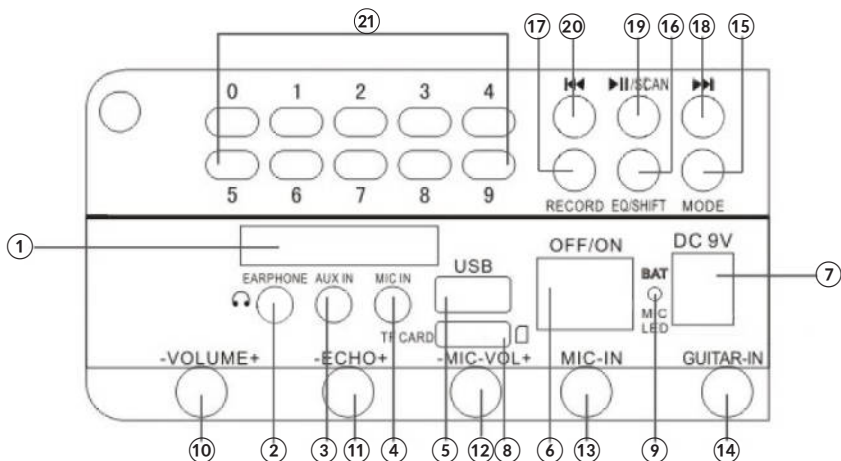 21 17 20 19 16 18 15
⏮ ⏯/SCAN ⏭
0 1 2 3 4
5 6 7 8 9
RECORD EQ/SHIFT MODE
1
OFF/ON DC 9V
USB
BAT
7
EARPHONE AUX IN MIC IN
MIC
LED
TF CARD
-VOLUME+ -ECHO+ -MIC-VOL+ MIC-IN GUITAR-IN
10 2 3 11 4 5 12 8 6 13 9 14